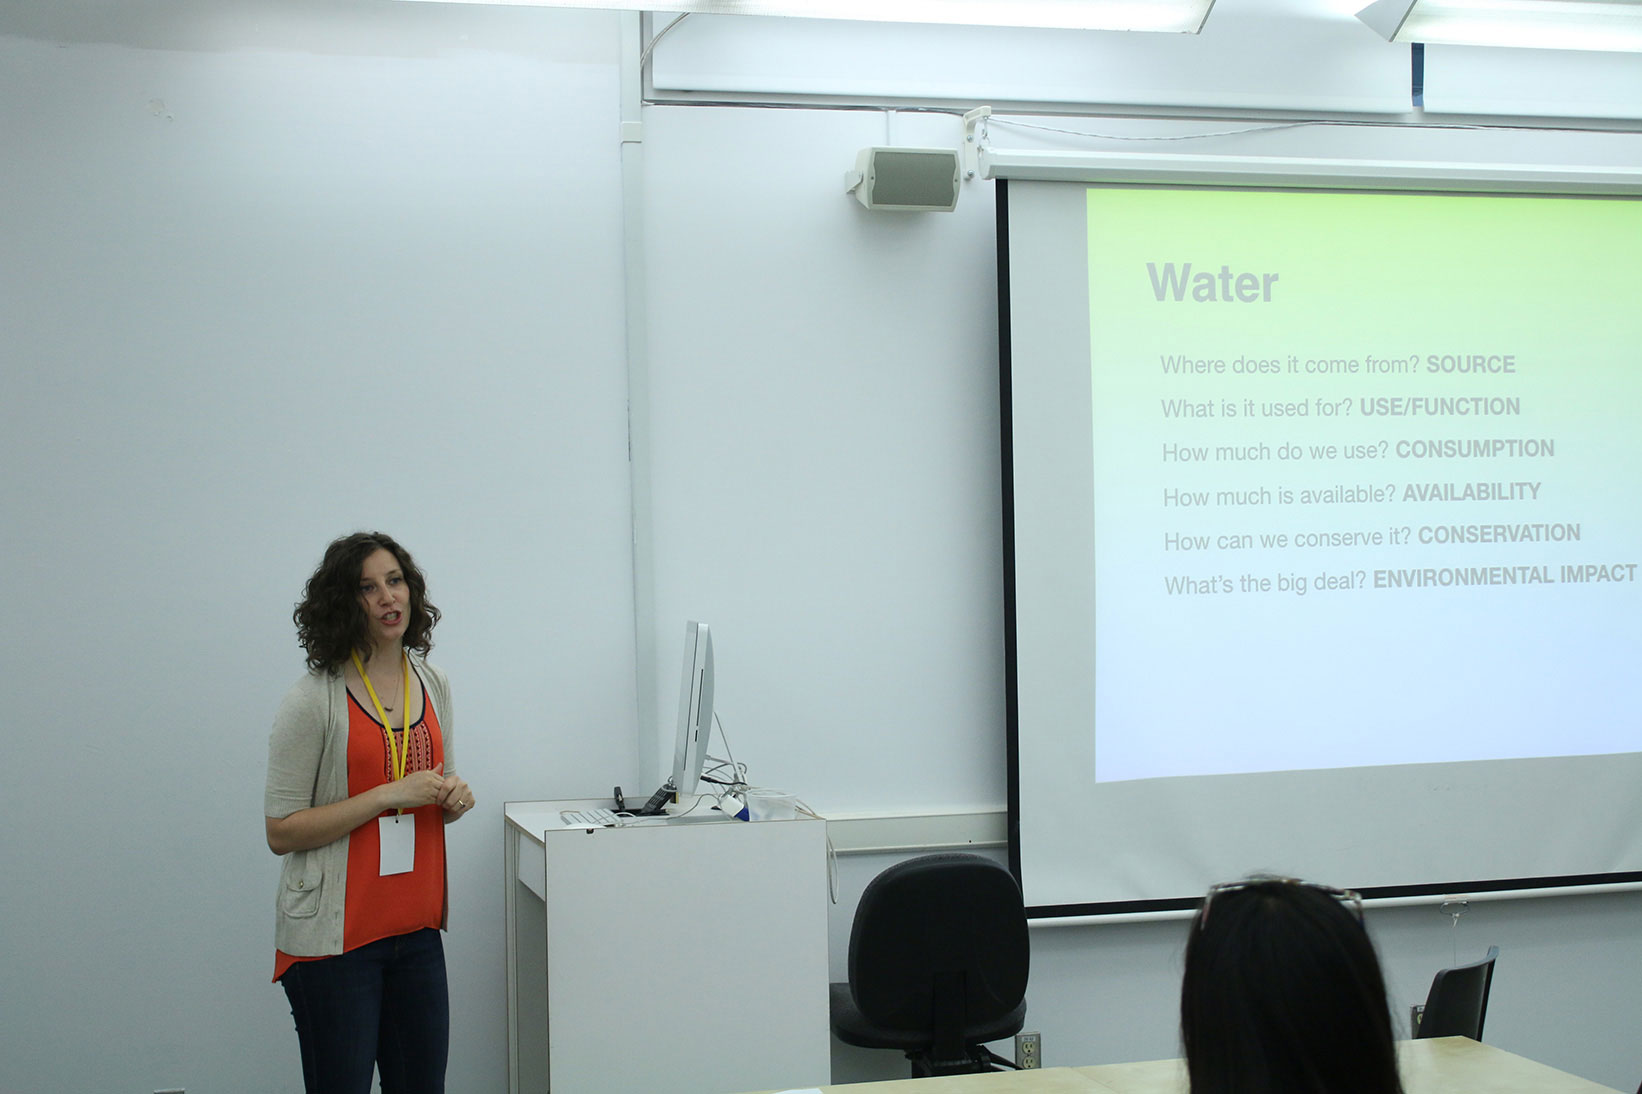 Water
Where does it come from? SOURCE
What is it used for? USE/FUNCTION
How much do we use? CONSUMPTION
How much is available? AVAILABILITY
How can we conserve it? CONSERVATION
What's the big deal? ENVIRONMENTAL IMPACT